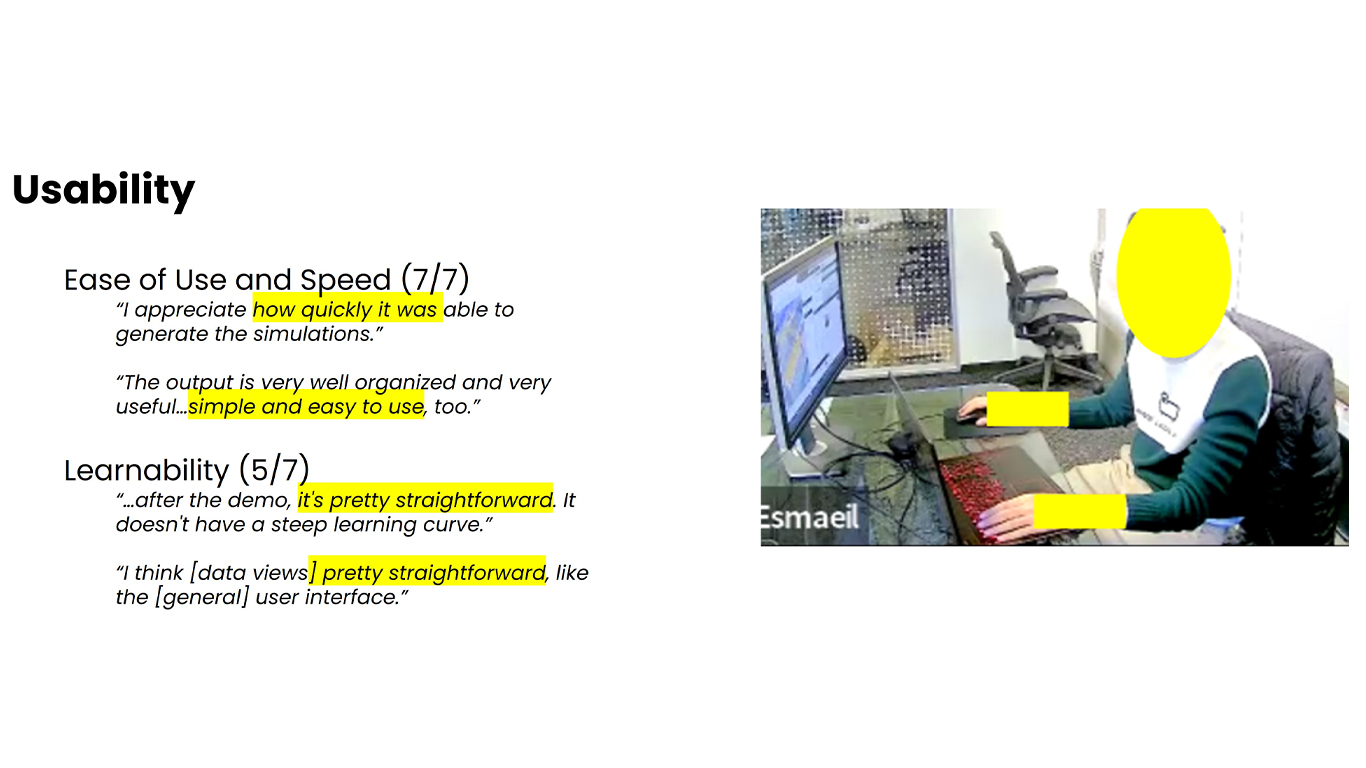 Usability
Ease of Use and Speed (7/7)
“I appreciate how quickly it was able to
generate the simulations.”
“The output is very well organized and very
useful…simple and easy to use, too.”
Learnability (5/7)
“…after the demo, it's pretty straightforward. It
doesn't have a steep learning curve.”
“I think [data views] pretty straightforward, like
the [general] user interface.”
Esmaeil